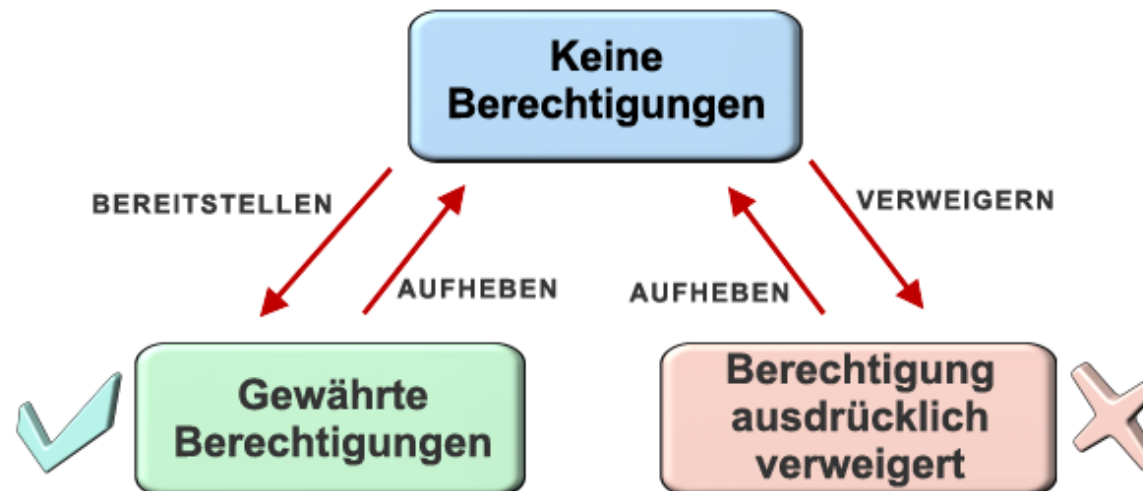 Keine
Berechtigungen
BEREITSTELLEN
VERWEIGERN
AUFHEBEN
AUFHEBEN
Gewährte
Berechtigungen
Berechtigung
ausdrücklich
verweigert